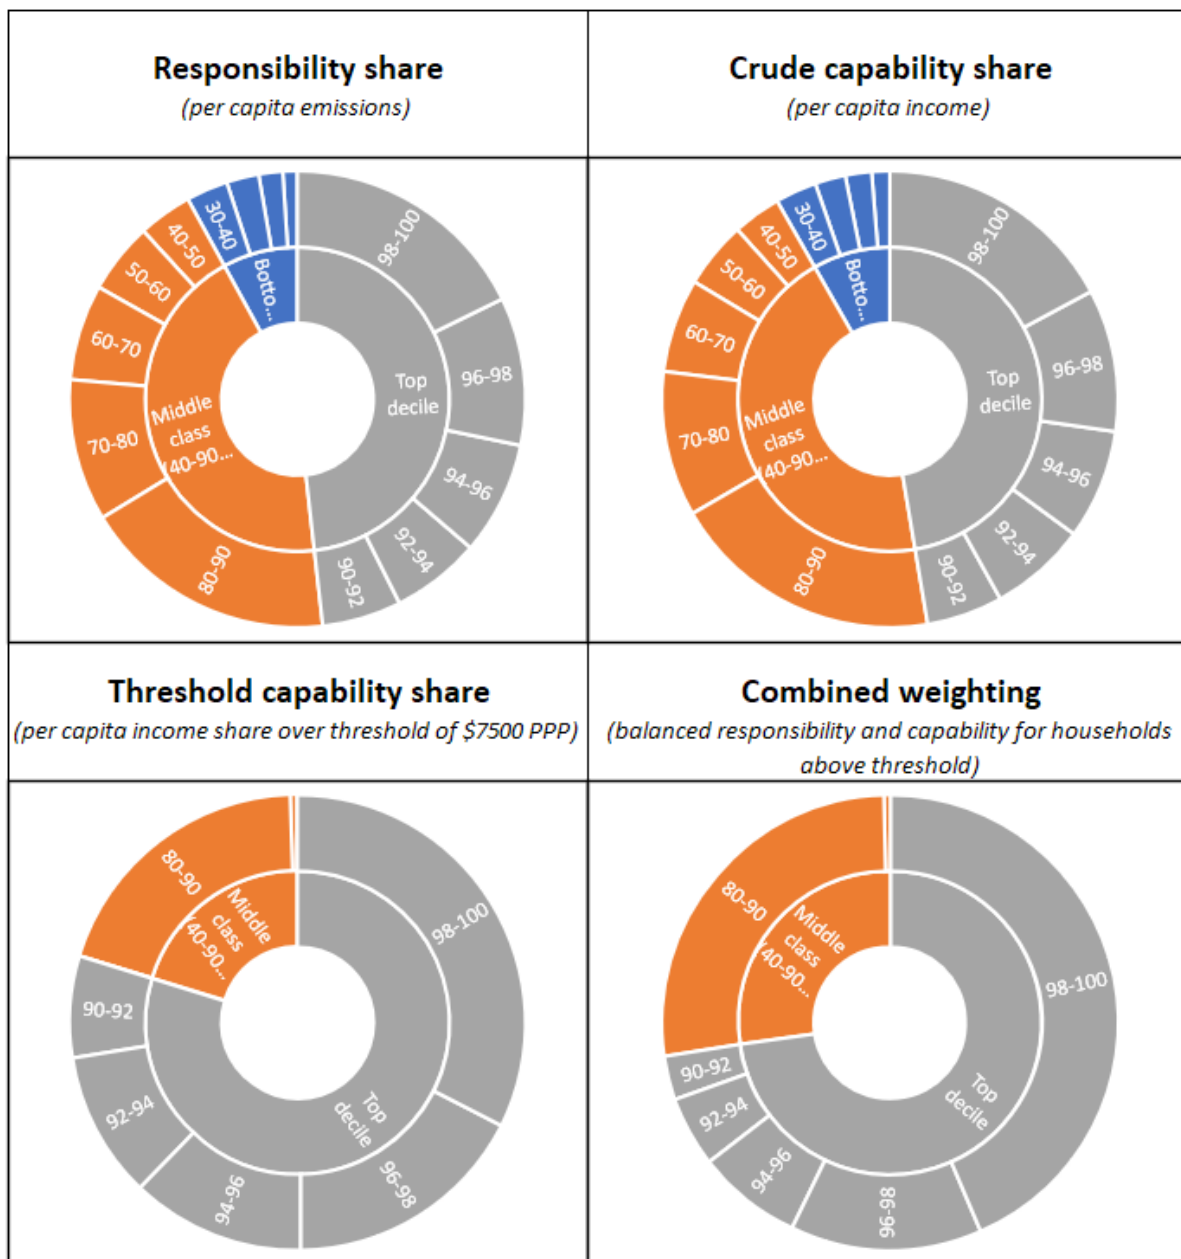 Responsibility share
(per capita emissions)
Crude capability share
(per capita income)
98-100
96-98
94-96
92-94
90-92
80-90
70-80
60-70
50-60
40-50
30-40
Botto...
Top
decile
Middle
class
(40-90...
98-100
96-98
94-96
92-94
90-92
80-90
70-80
60-70
50-60
40-50
30-40
Botto...
Top
decile
Middle
class
(40-90...
Threshold capability share
(per capita income share over threshold of $7500 PPP)
Combined weighting
(balanced responsibility and capability for households
above threshold)
98-100
96-98
94-96
92-94
90-92
80-90
Middle
class
(40-90...
Top
decile
98-100
96-98
94-96
92-94
90-92
80-90
Middle
class
(40-90...
Top
decile